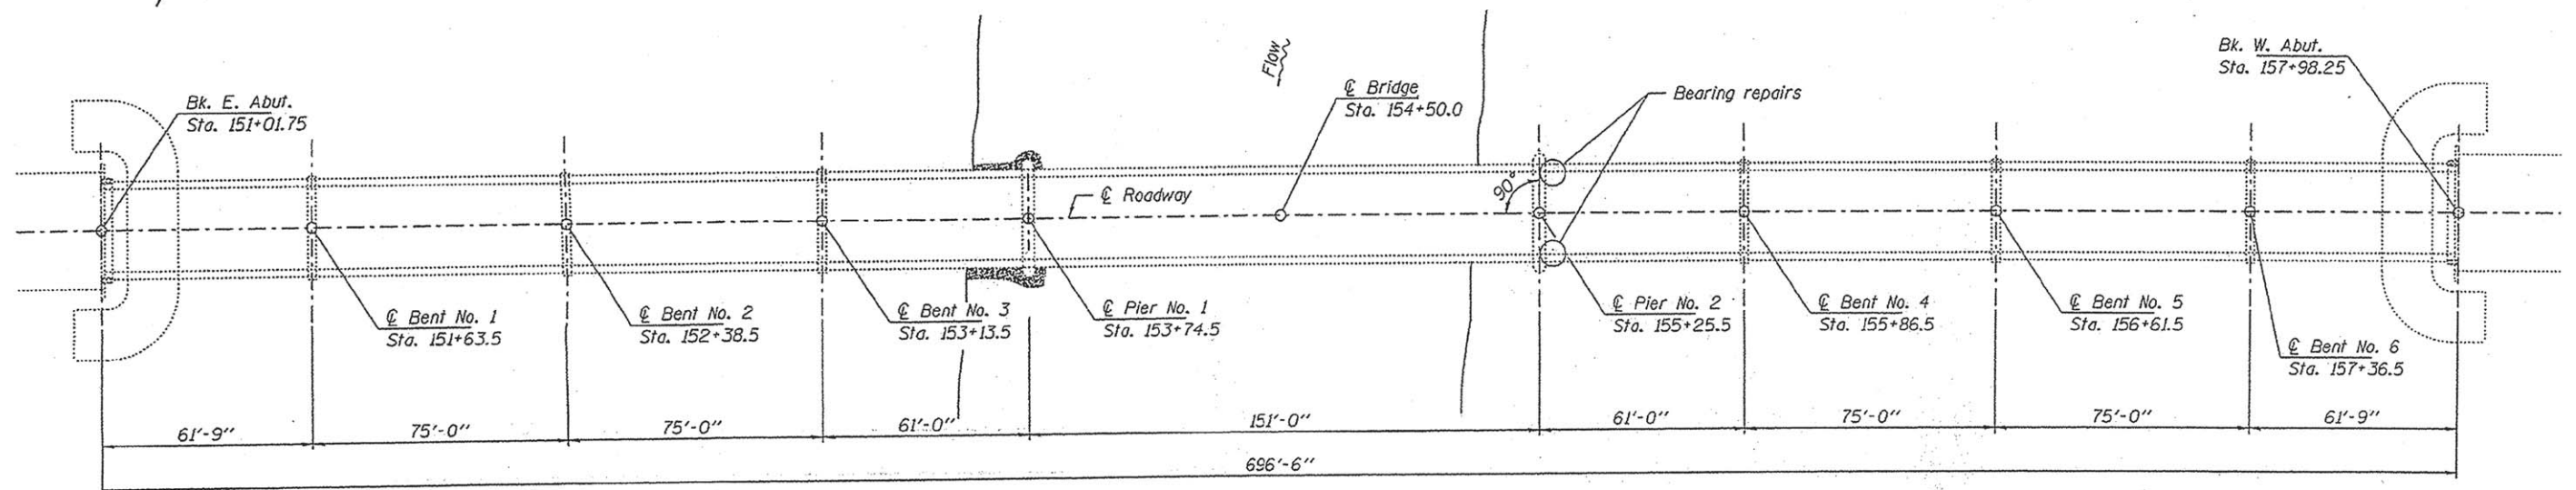 Flow
Bk. W. Abut.
Sta. 157+98.25
Bk. E. Abut.
Sta. 151+01.75
℄ Bridge
Sta. 154+50.0
Bearing repairs
℄ Roadway
90°
℄ Bent No. 1
Sta. 151+63.5
℄ Bent No. 2
Sta. 152+38.5
℄ Bent No. 3
Sta. 153+13.5
℄ Pier No. 1
Sta. 153+74.5
℄ Pier No. 2
Sta. 155+25.5
℄ Bent No. 4
Sta. 155+86.5
℄ Bent No. 5
Sta. 156+61.5
℄ Bent No. 6
Sta. 157+36.5
61'-9"
75'-0"
75'-0"
61'-0"
151'-0"
61'-0"
75'-0"
75'-0"
61'-9"
696'-6"